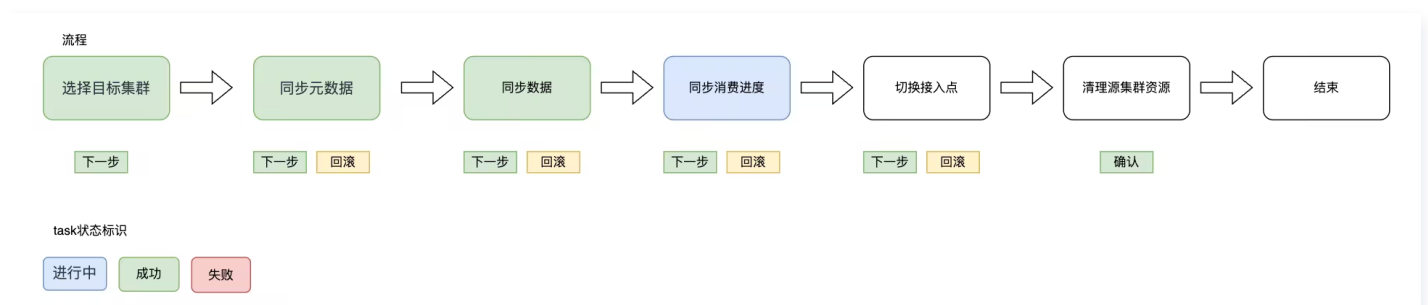 流程
选择目标集群
同步元数据
同步数据
同步消费进度
切换接入点
清理源集群资源
结束
下一步
下一步
回滚
下一步
回滚
下一步
回滚
下一步
回滚
确认
task状态标识
进行中
成功
失败